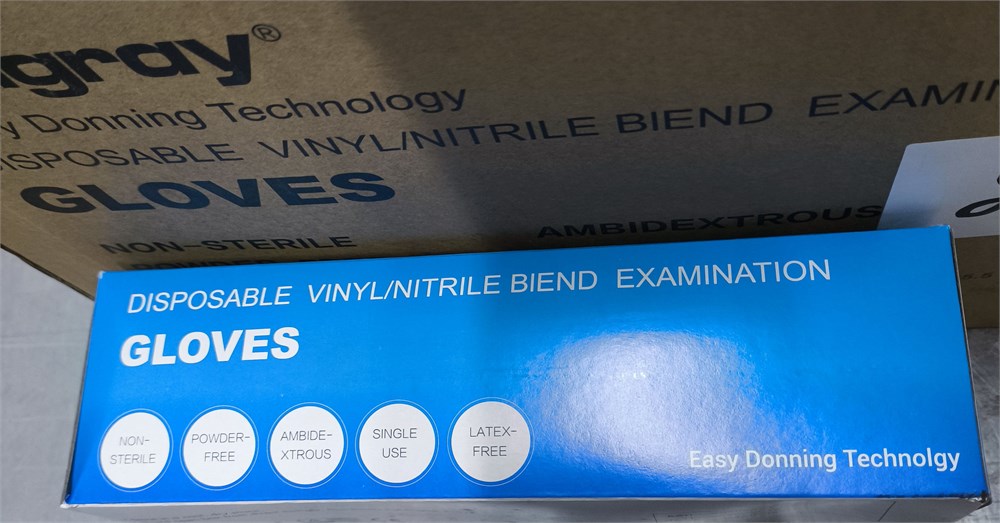 gray®
y Donning Technology
DISPOSABLE VINYL/NITRILE BIEND EXAMIN
GLOVES
NON-STERILE
AMBIDEXTROUS
DISPOSABLE VINYL/NITRILE BIEND EXAMINATION
GLOVES
NON-
STERILE
POWDER-
FREE
AMBIDE-
XTROUS
SINGLE
USE
LATEX-
FREE
Easy Donning Technolgy